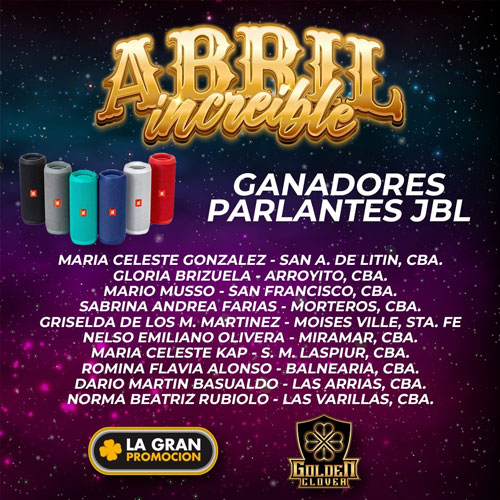 ABRIL
increible
GANADORES
PARLANTES JBL
MARIA CELESTE GONZALEZ - SAN A. DE LITIN, CBA.
GLORIA BRIZUELA - ARROYITO, CBA.
MARIO MUSSO - SAN FRANCISCO, CBA.
SABRINA ANDREA FARIAS - MORTEROS, CBA.
GRISELDA DE LOS M. MARTINEZ - MOISES VILLE, STA. FE
NELSO EMILIANO OLIVERA - MIRAMAR, CBA.
MARIA CELESTE KAP - S. M. LASPIUR, CBA.
ROMINA FLAVIA ALONSO - BALNEARIA, CBA.
DARIO MARTIN BASUALDO - LAS ARRIAS, CBA.
NORMA BEATRIZ RUBIOLO - LAS VARILLAS, CBA.
LA GRAN
PROMOCION
GOLDEN
CLOVER